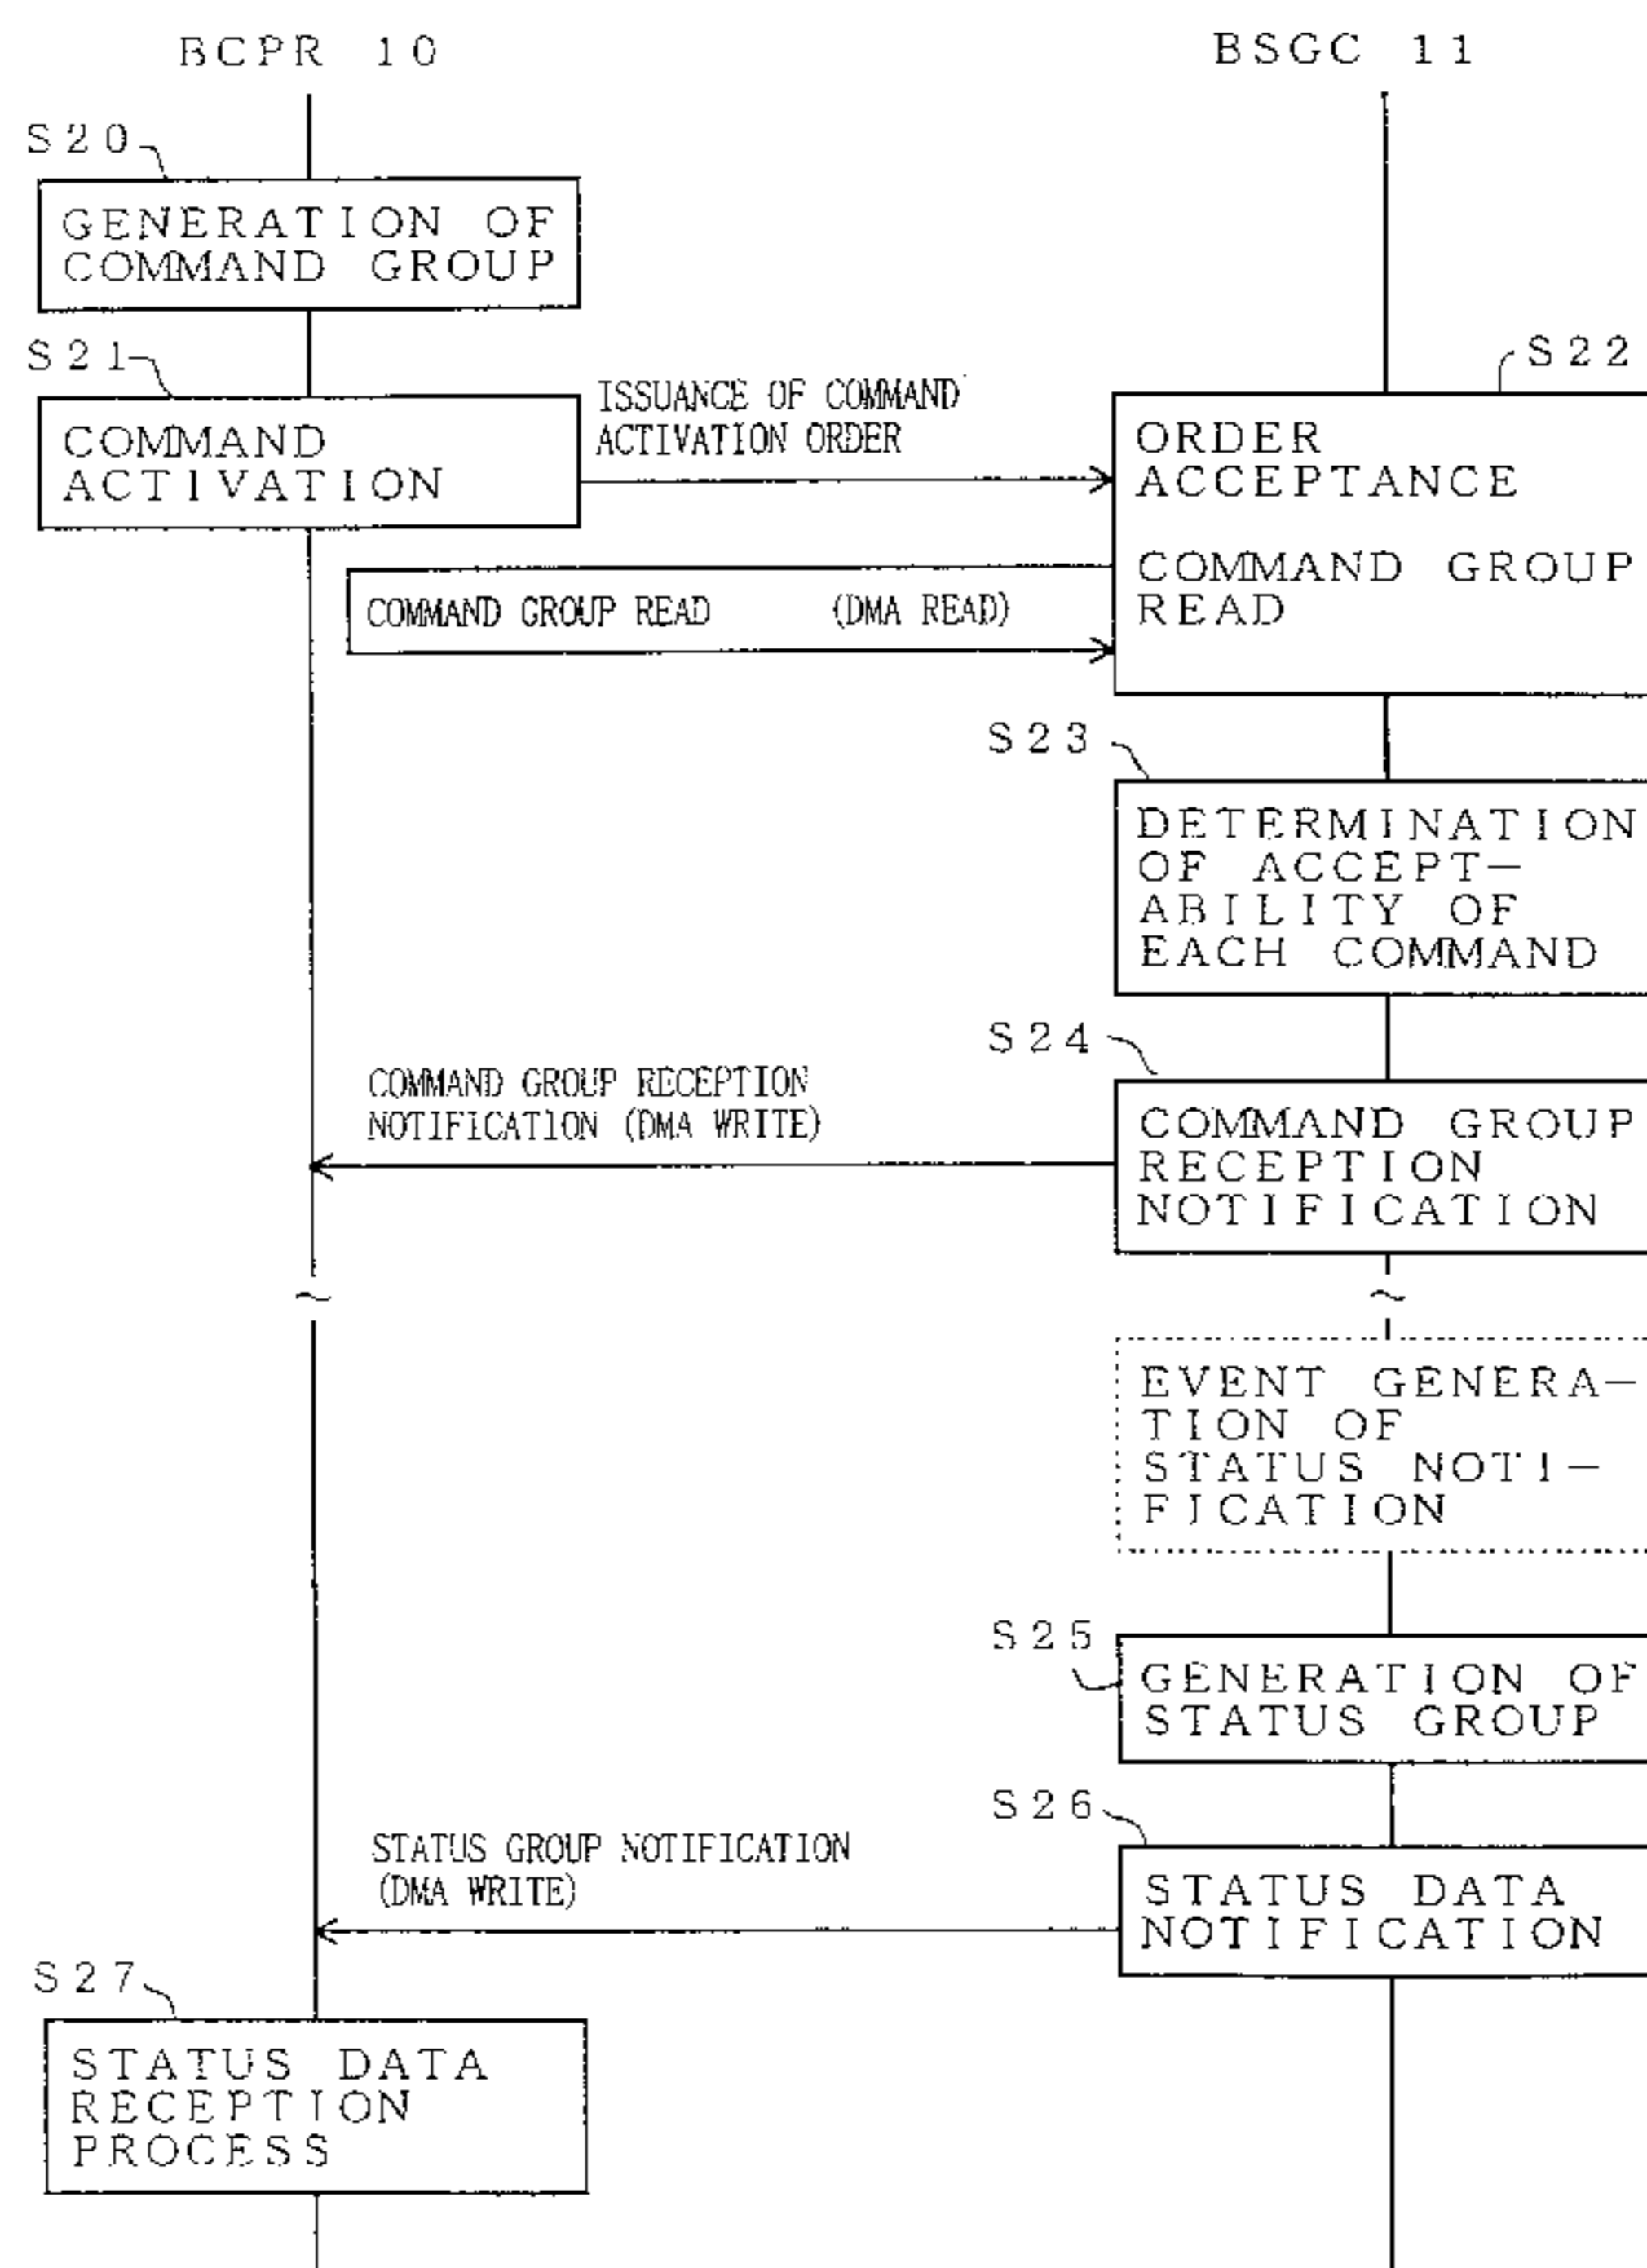 BCPR 10
BSGC 11
S20
GENERATION OF
COMMAND GROUP
S21
COMMAND
ACTIVATION
ISSUANCE OF COMMAND
ACTIVATION ORDER
S22
ORDER
ACCEPTANCE
COMMAND GROUP
READ
COMMAND GROUP READ (DMA READ)
S23
DETERMINATION
OF ACCEPT-
ABILITY OF
EACH COMMAND
S24
COMMAND GROUP RECEPTION
NOTIFICATION (DMA WRITE)
COMMAND GROUP
RECEPTION
NOTIFICATION
EVENT GENERA-
TION OF
STATUS NOTI-
FICATION
S25
GENERATION OF
STATUS GROUP
S26
STATUS GROUP NOTIFICATION
(DMA WRITE)
STATUS DATA
NOTIFICATION
S27
STATUS DATA
RECEPTION
PROCESS